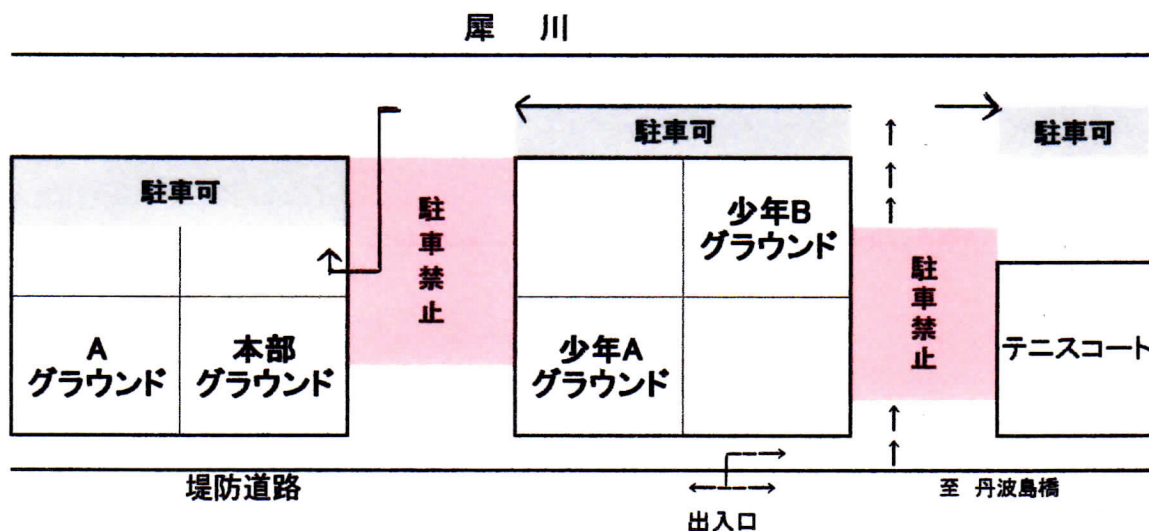 犀 川
駐車可
駐車可
駐車可
駐車禁止
少年B
グラウンド
駐車禁止
A
グラウンド
本部
グラウンド
少年A
グラウンド
テニスコート
堤防道路
至 丹波島橋
出入口